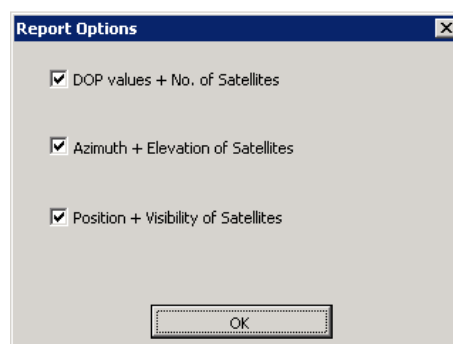 Report Options
DOP values + No. of Satellites
Azimuth + Elevation of Satellites
Position + Visibility of Satellites
OK